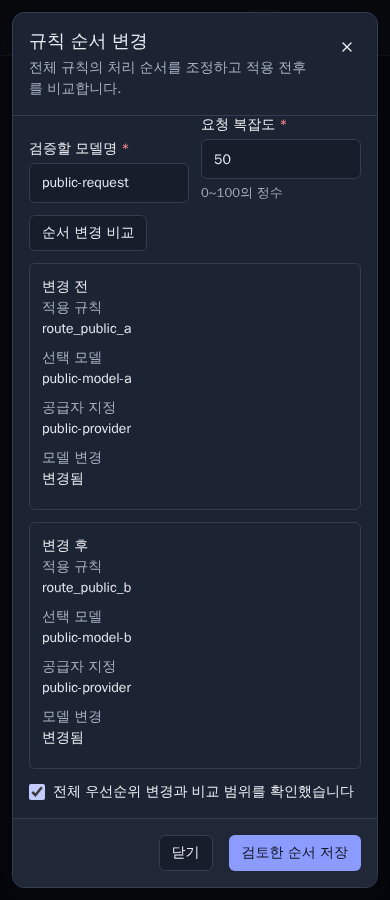 규칙 순서 변경
전체 규칙의 처리 순서를 조정하고 적용 전후
를 비교합니다.
검증할 모델명 *
public-request
요청 복잡도 *
50
0~100의 정수
순서 변경 비교
변경 전
적용 규칙
route_public_a
선택 모델
public-model-a
공급자 지정
public-provider
모델 변경
변경됨
변경 후
적용 규칙
route_public_b
선택 모델
public-model-b
공급자 지정
public-provider
모델 변경
변경됨
전체 우선순위 변경과 비교 범위를 확인했습니다
닫기
검토한 순서 저장